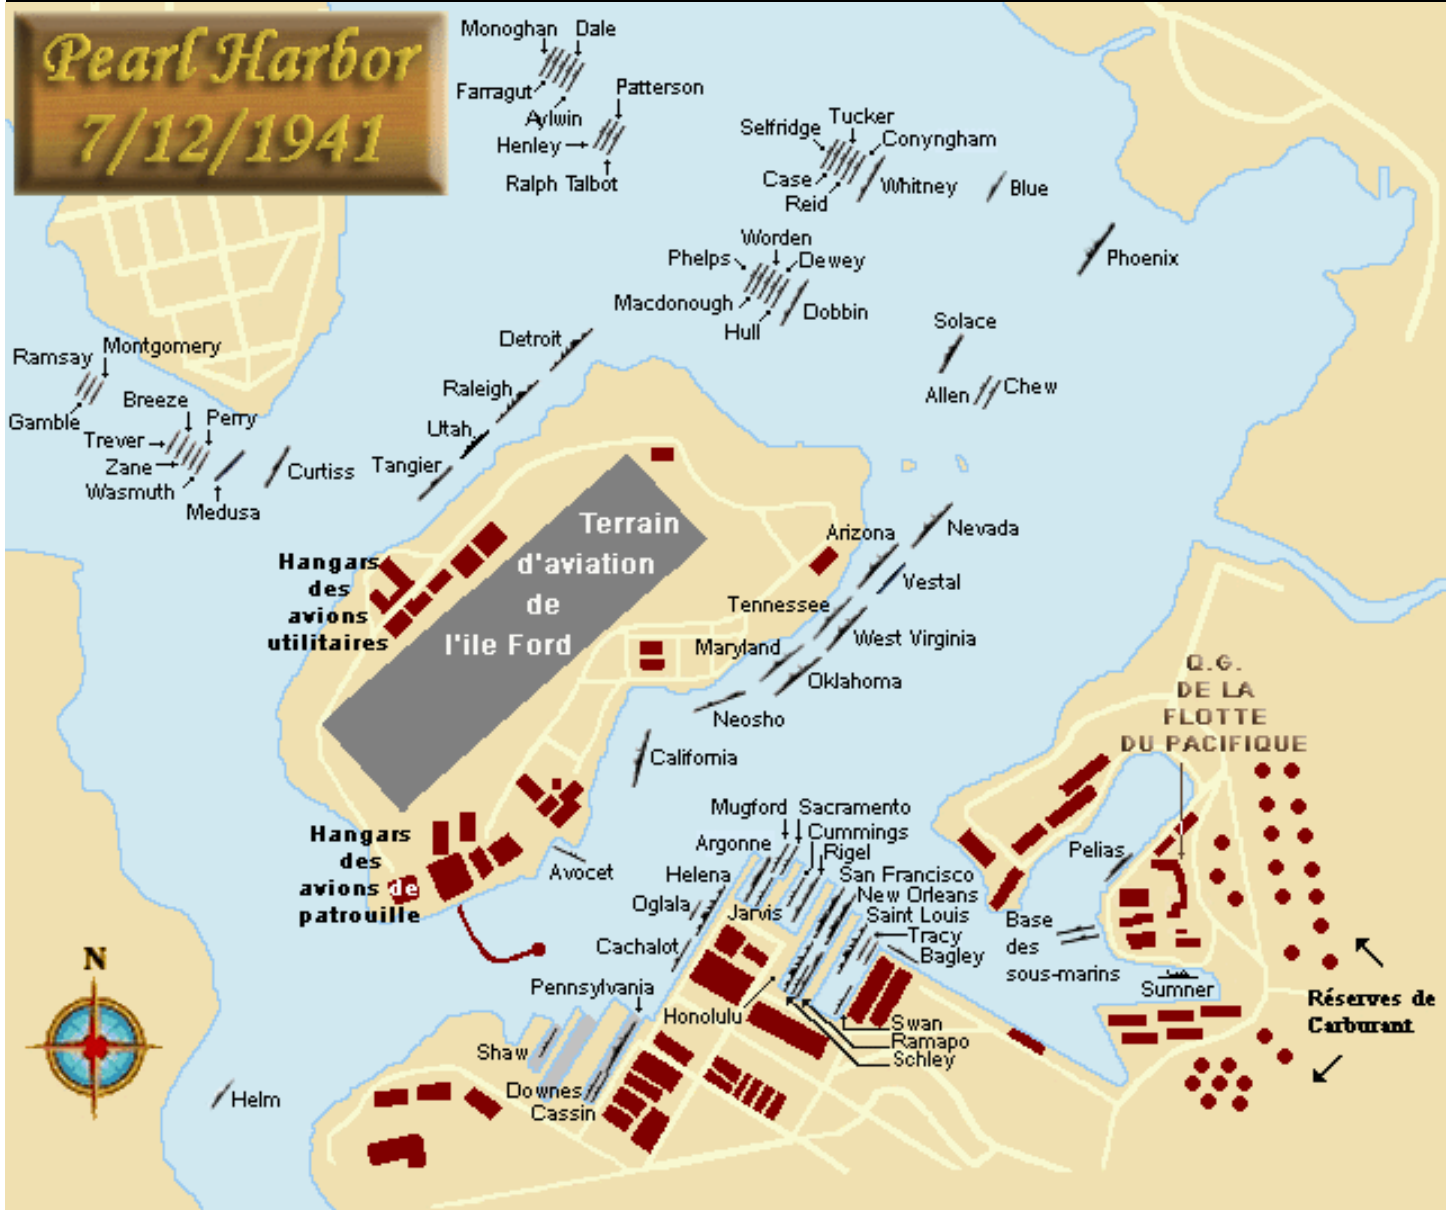 Pearl Harbor
7/12/1941
Monoghan
Dale
Farragut
Aylwin
Patterson
Henley
Ralph Talbot
Tucker
Selfridge
Conyngham
Case
Whitney
Reid
Blue
Phoenix
Worden
Phelps
Dewey
Macdonough
Dobbin
Hull
Solace
Allen
Chew
Detroit
Raleigh
Utah
Tangier
Ramsay
Montgomery
Gamble
Breeze
Perry
Trever
Zane
Wasmuth
Medusa
Curtiss
Terrain
d'aviation
de
l'ile Ford
Hangars
des
avions
utilitaires
Arizona
Nevada
Vestal
Tennessee
West Virginia
Maryland
Oklahoma
Neosho
California
Q.G.
DE LA
FLOTTE
DU PACIFIQUE
Hangars
des
avions de
patrouille
Avocet
Mugford
Sacramento
Argonne
Cummings
Rigel
Helena
San Francisco
Oglala
Jarvis
New Orleans
Saint Louis
Cachalot
Tracy
Bagley
Pelias
Base
des
sous-marins
Sumner
Réserves de
Carburant
N
Pennsylvania
Honolulu
Swan
Ramapo
Schley
Shaw
Downes
Cassin
Helm